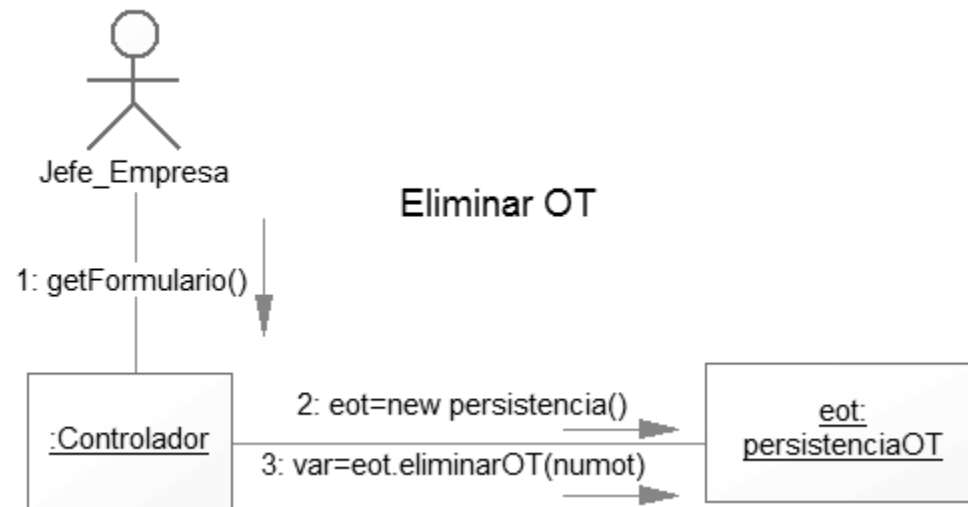 Jefe_Empresa
Eliminar OT
1: getFormulario()
:Controlador
2: eot=new persistencia()
3: var=eot.eliminarOT(numot)
eot:
persistenciaOT